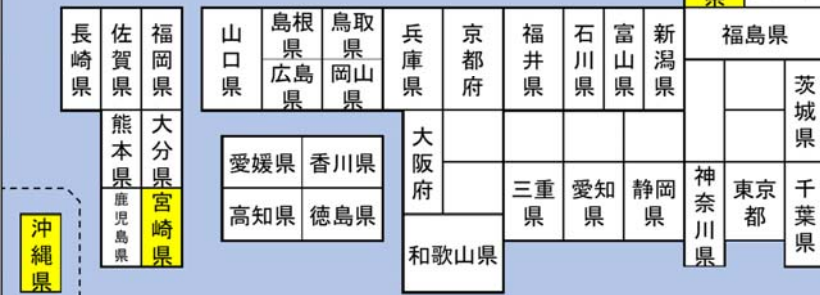 県
長崎県
佐賀県
福岡県
山口県
島根県
鳥取県
兵庫県
京都府
福井県
石川県
富山県
新潟県
福島県
広島県
岡山県
茨城県
熊本県
大分県
大阪府
愛媛県
香川県
三重県
愛知県
静岡県
神奈川県
東京都
千葉県
高知県
徳島県
鹿児島県
宮崎県
沖縄県
和歌山県